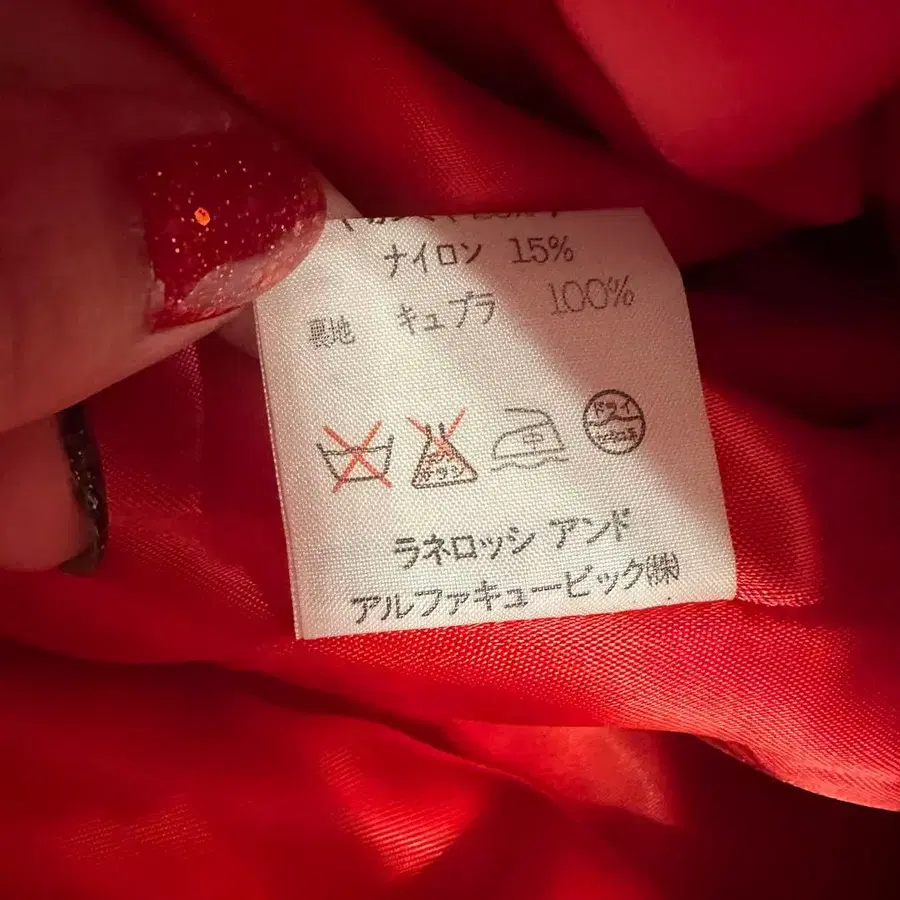 ナイロン 15%
裏地 キュプラ 100%
ドライ
ラネロッシ アンド
アルファキュービック(株)